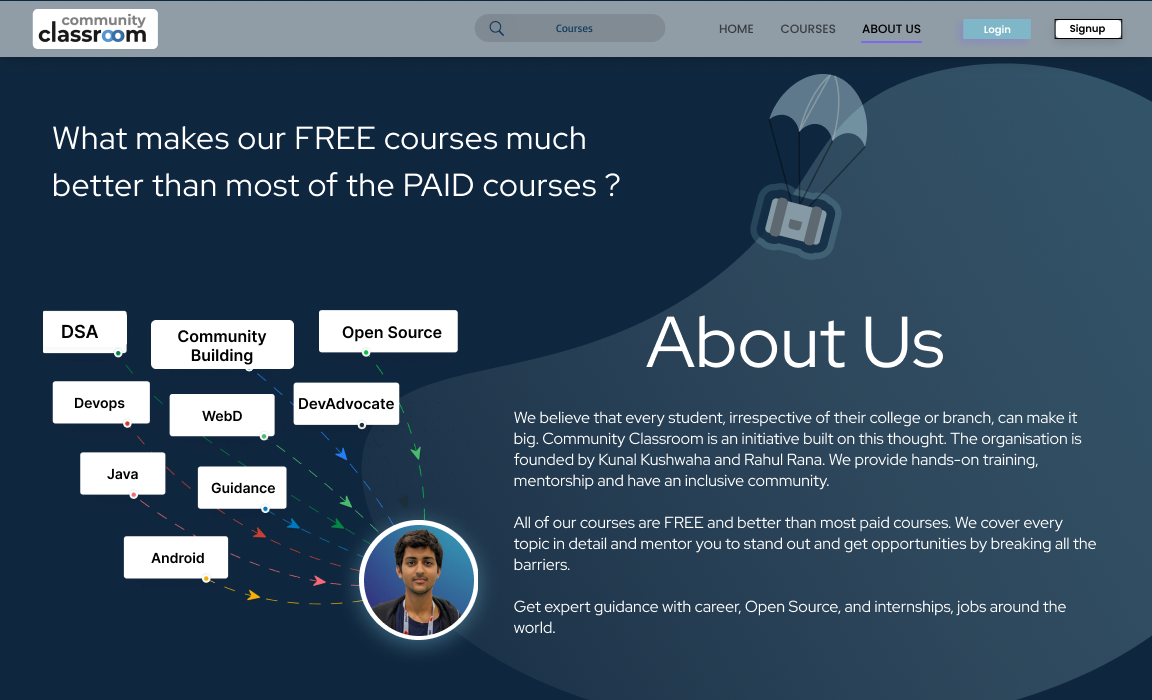 community
classroom
Courses
HOME
COURSES
ABOUT US
Login
Signup
What makes our FREE courses much
better than most of the PAID courses ?
DSA
Community
Building
Open Source
Devops
WebD
DevAdvocate
Java
Guidance
Android
About Us
We believe that every student, irrespective of their college or branch, can make it
big. Community Classroom is an initiative built on this thought. The organisation is
founded by Kunal Kushwaha and Rahul Rana. We provide hands-on training,
mentorship and have an inclusive community.
All of our courses are FREE and better than most paid courses. We cover every
topic in detail and mentor you to stand out and get opportunities by breaking all the
barriers.
Get expert guidance with career, Open Source, and internships, jobs around the
world.